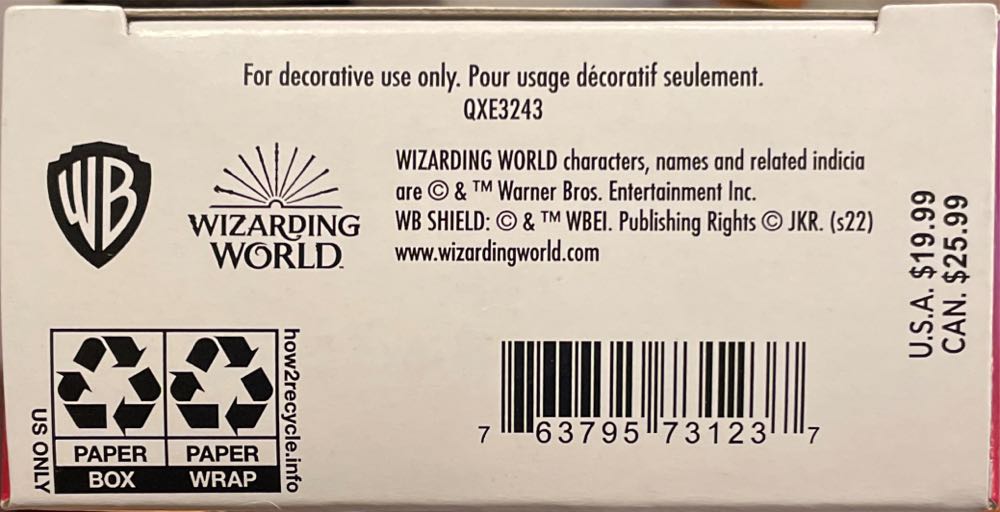 For decorative use only. Pour usage décoratif seulement.
QXE3243
WB
WIZARDING
WORLD™
WIZARDING WORLD characters, names and related indicia
are © & ™ Warner Bros. Entertainment Inc.
WB SHIELD: © & ™ WBEI. Publishing Rights © JKR. (s22)
www.wizardingworld.com
U.S.A. $19.99
CAN. $25.99
US ONLY
PAPER
BOX
PAPER
WRAP
how2recycle.info
7 63795 73123 7